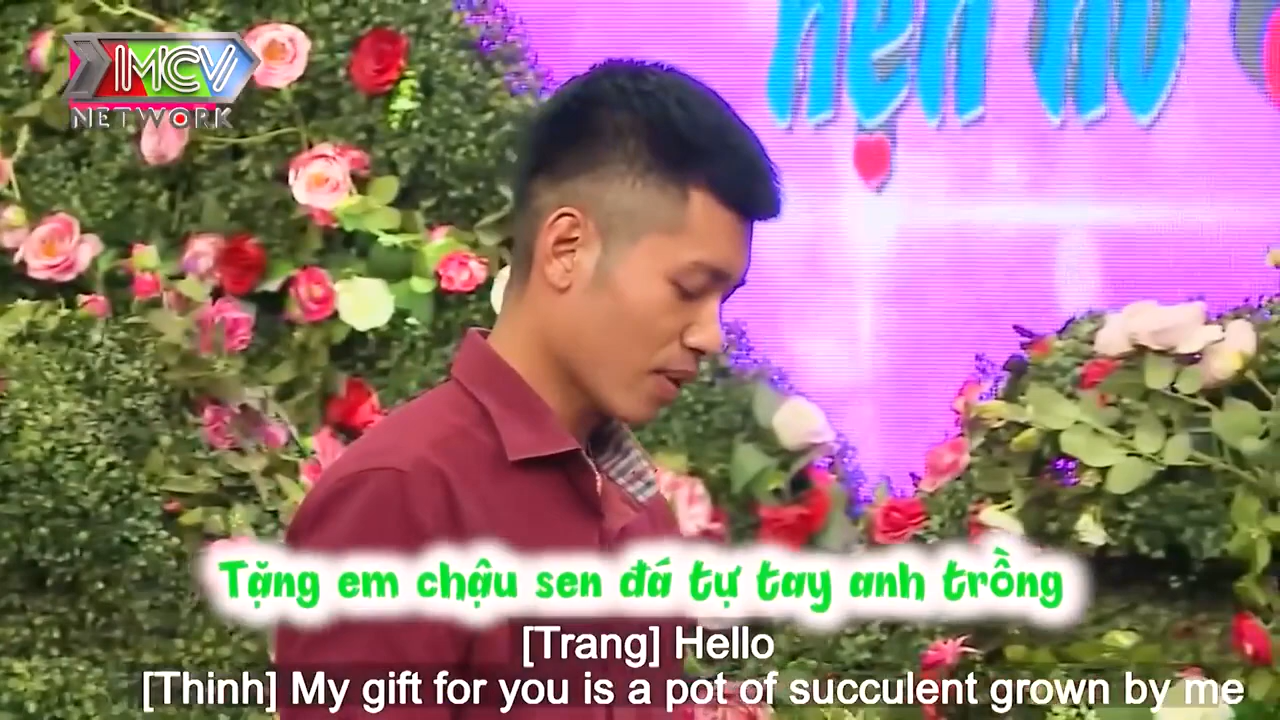 MCV
NETWORK
Tặng em chậu sen đá tự tay anh trồng
[Trang] Hello
[Thinh] My gift for you is a pot of succulent grown by me